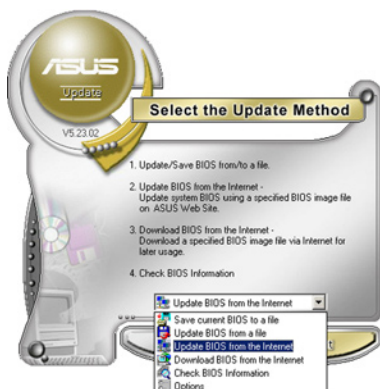 ASUS
Update
V5.23.02
Select the Update Method
1. Update/Save BIOS from/to a file.
2. Update BIOS from the Internet -
Update system BIOS using a specified BIOS image file
on ASUS Web Site.
3. Download BIOS from the Internet -
Download a specified BIOS image file via Internet for
later usage.
4. Check BIOS Information
Update BIOS from the Internet
Save current BIOS to a file
Update BIOS from a file
Update BIOS from the Internet
Download BIOS from the Internet
Check BIOS Information
Options